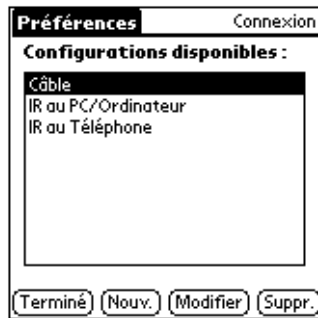 Préférences Connexion
Configurations disponibles :
Câble
IR au PC/Ordinateur
IR au Téléphone
Terminé Nouv. Modifier Suppr.